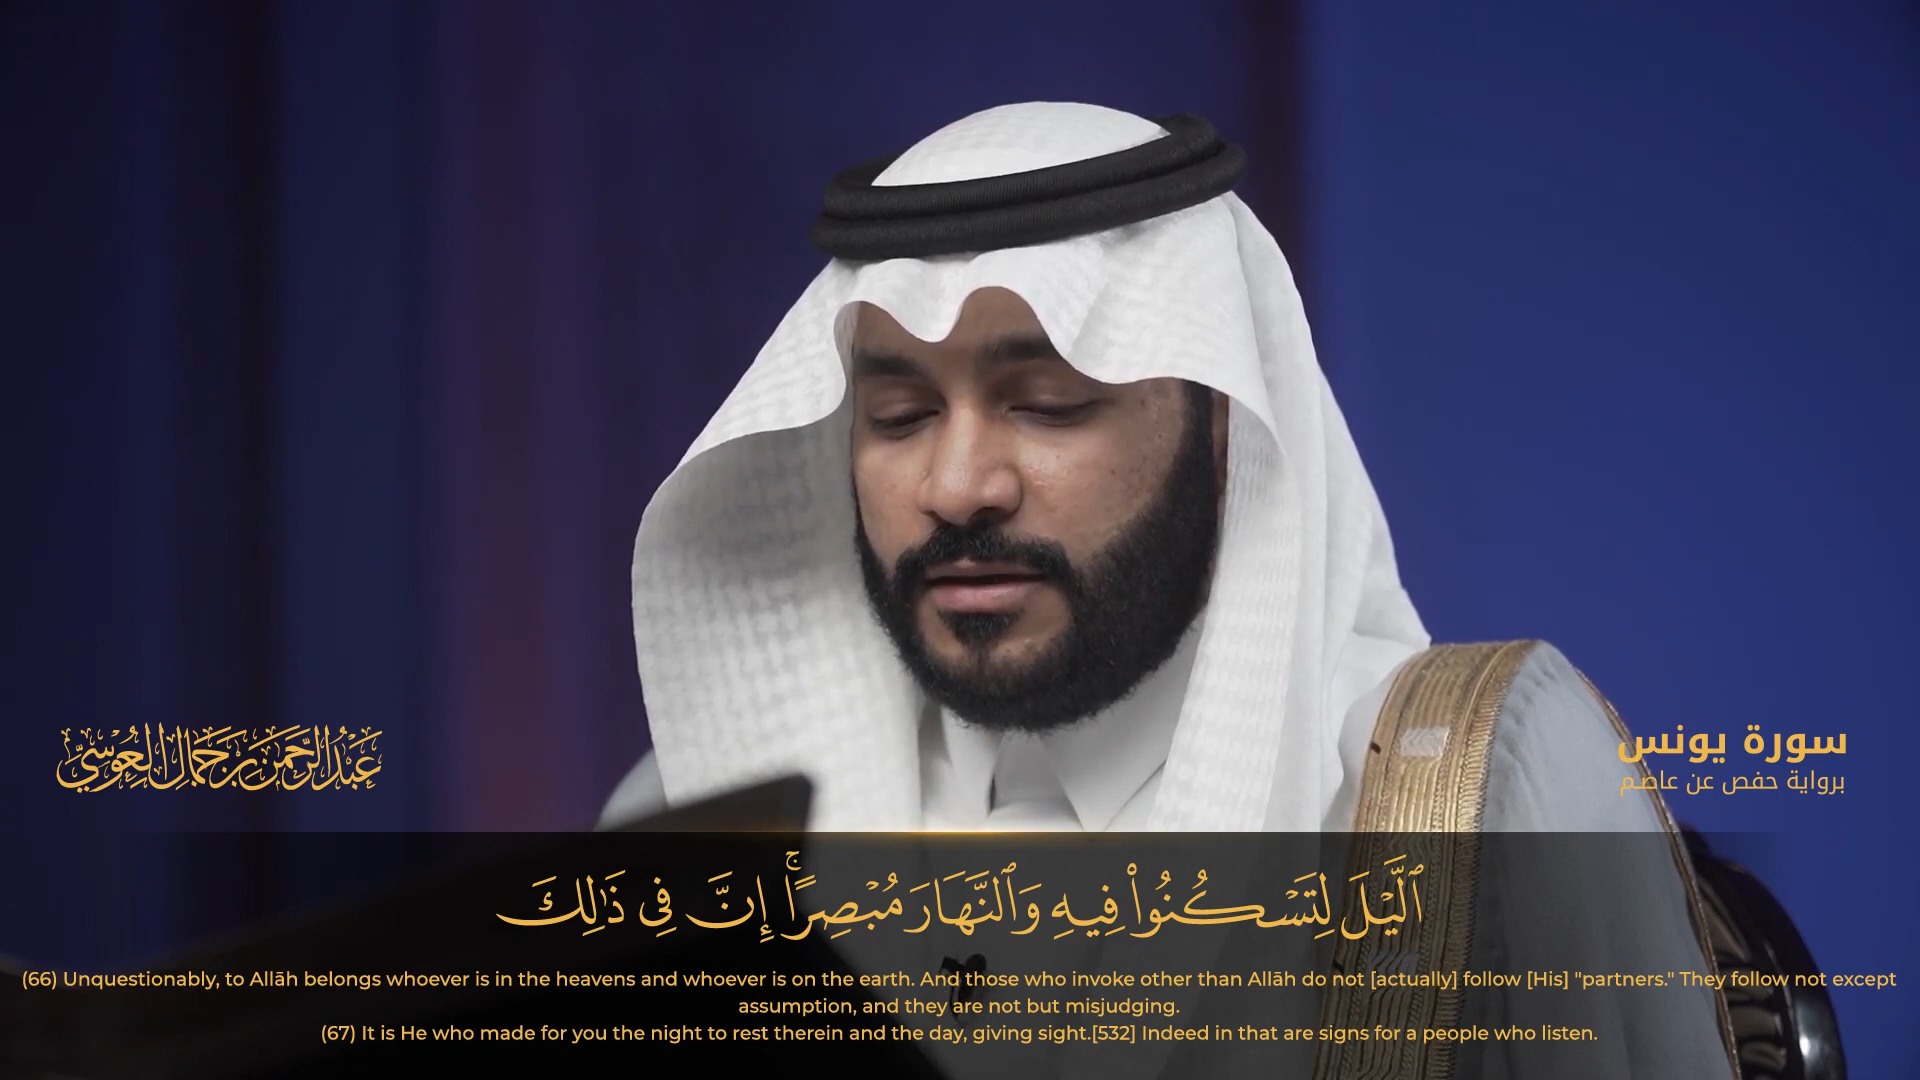 سورة يونس
برواية حفص عن عاصم
عَبْدُ الرَّحْمَن بن جَمَال العُوسِيّ
ٱلَّيۡلَ لِتَسۡكُنُواْ فِيهِ وَٱلنَّهَارَ مُبۡصِرًاۚ إِنَّ فِي ذَٰلِكَ
(66) Unquestionably, to Allāh belongs whoever is in the heavens and whoever is on the earth. And those who invoke other than Allāh do not [actually] follow [His] "partners." They follow not except
assumption, and they are not but misjudging.
(67) It is He who made for you the night to rest therein and the day, giving sight.[532] Indeed in that are signs for a people who listen.